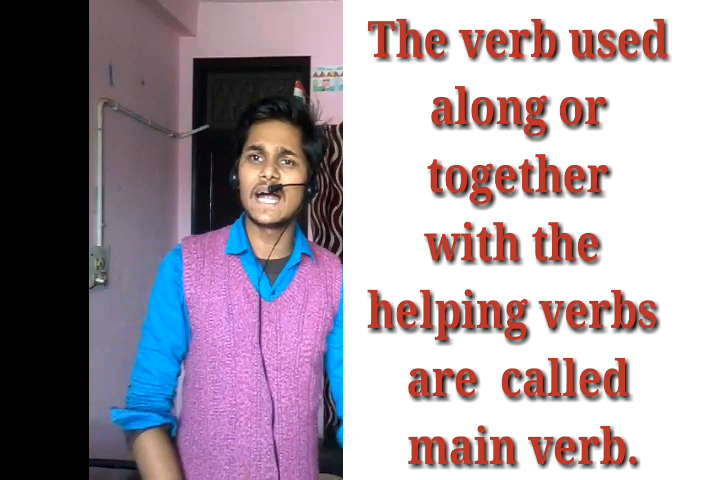 The verb used
along or
together
with the
helping verbs
are called
main verb.